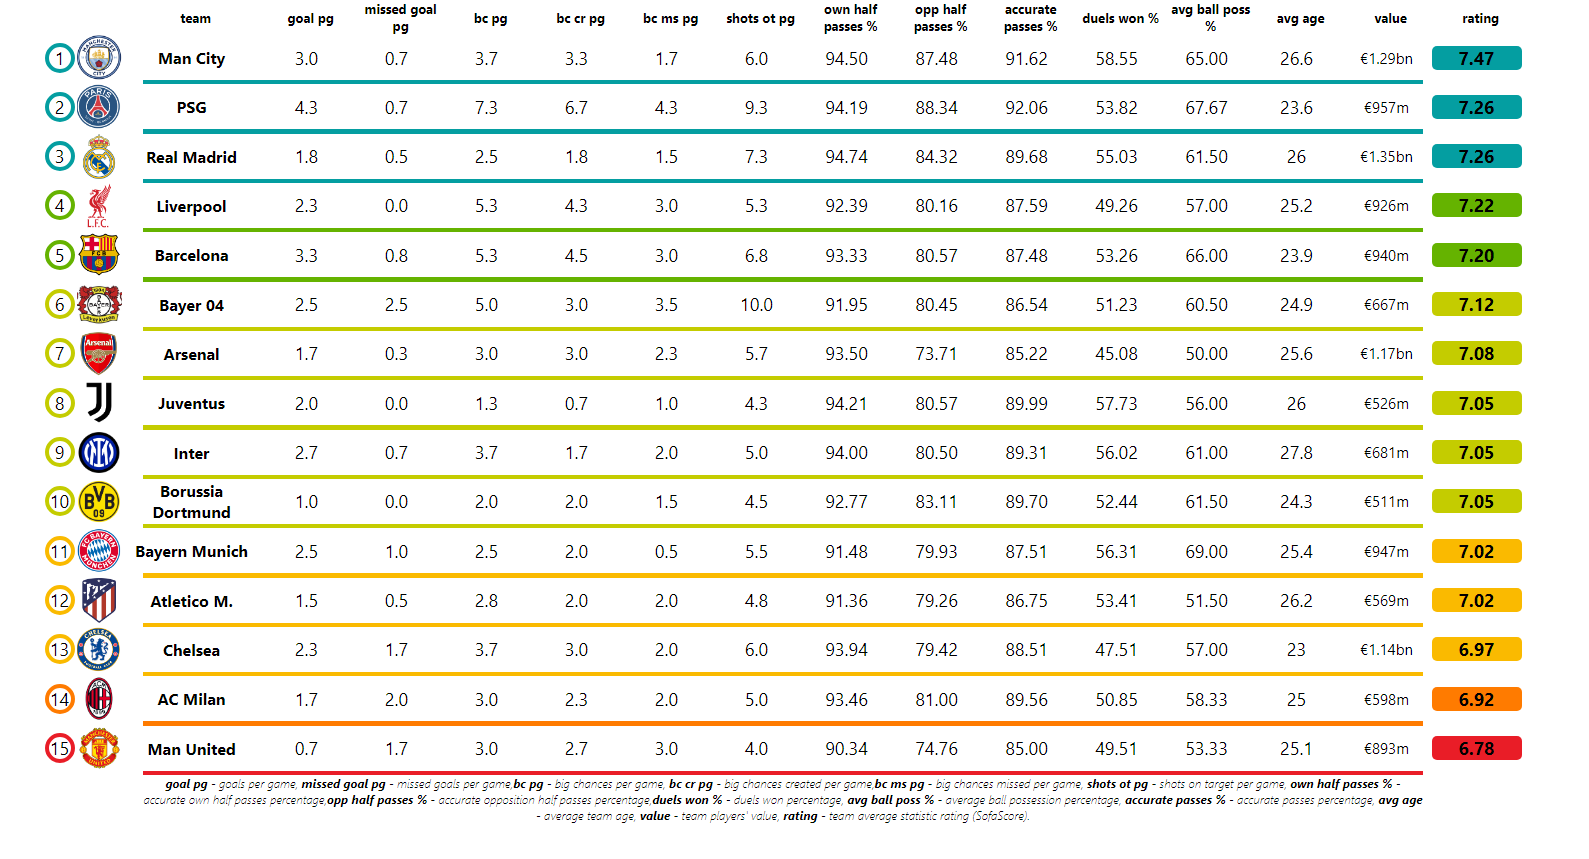 team goal pg missed goal pg bc pg bc cr pg bc ms pg shots ot pg own half passes % opp half passes % accurate passes % duels won % avg ball poss % avg age value rating
1 Man City 3.0 0.7 3.7 3.3 1.7 6.0 94.50 87.48 91.62 58.55 65.00 26.6 €1.29bn 7.47
2 PSG 4.3 0.7 7.3 6.7 4.3 9.3 94.19 88.34 92.06 53.82 67.67 23.6 €957m 7.26
3 Real Madrid 1.8 0.5 2.5 1.8 1.5 7.3 94.74 84.32 89.68 55.03 61.50 26 €1.35bn 7.26
4 L.F.C. Liverpool 2.3 0.0 5.3 4.3 3.0 5.3 92.39 80.16 87.59 49.26 57.00 25.2 €926m 7.22
5 FCB Barcelona 3.3 0.8 5.3 4.5 3.0 6.8 93.33 80.57 87.48 53.26 66.00 23.9 €940m 7.20
6 Bayer 04 2.5 2.5 5.0 3.0 3.5 10.0 91.95 80.45 86.54 51.23 60.50 24.9 €667m 7.12
7 Arsenal Arsenal 1.7 0.3 3.0 3.0 2.3 5.7 93.50 73.71 85.22 45.08 50.00 25.6 €1.17bn 7.08
8 Juventus 2.0 0.0 1.3 0.7 1.0 4.3 94.21 80.57 89.99 57.73 56.00 26 €526m 7.05
9 Inter 2.7 0.7 3.7 1.7 2.0 5.0 94.00 80.50 89.31 56.02 61.00 27.8 €681m 7.05
10 BVB 09 Borussia Dortmund 1.0 0.0 2.0 2.0 1.5 4.5 92.77 83.11 89.70 52.44 61.50 24.3 €511m 7.05
11 Bayern Munich 2.5 1.0 2.5 2.0 0.5 5.5 91.48 79.93 87.51 56.31 69.00 25.4 €947m 7.02
12 Atletico M. 1.5 0.5 2.8 2.0 2.0 4.8 91.36 79.26 86.75 53.41 51.50 26.2 €569m 7.02
13 Chelsea 2.3 1.7 3.7 3.0 2.0 6.0 93.94 79.42 88.51 47.51 57.00 23 €1.14bn 6.97
14 AC Milan 1.7 2.0 3.0 2.3 2.0 5.0 93.46 81.00 89.56 50.85 58.33 25 €598m 6.92
15 Man United 0.7 1.7 3.0 2.7 3.0 4.0 90.34 74.76 85.00 49.51 53.33 25.1 €893m 6.78
goal pg - goals per game, missed goal pg - missed goals per game,bc pg - big chances per game, bc cr pg - big chances created per game,bc ms pg - big chances missed per game, shots ot pg - shots on target per game, own half passes % -
accurate own half passes percentage,opp half passes % - accurate opposition half passes percentage,duels won % - duels won percentage, avg ball poss % - average ball possession percentage, accurate passes % - accurate passes percentage, avg age
- average team age, value - team players' value, rating - team average statistic rating (SofaScore).